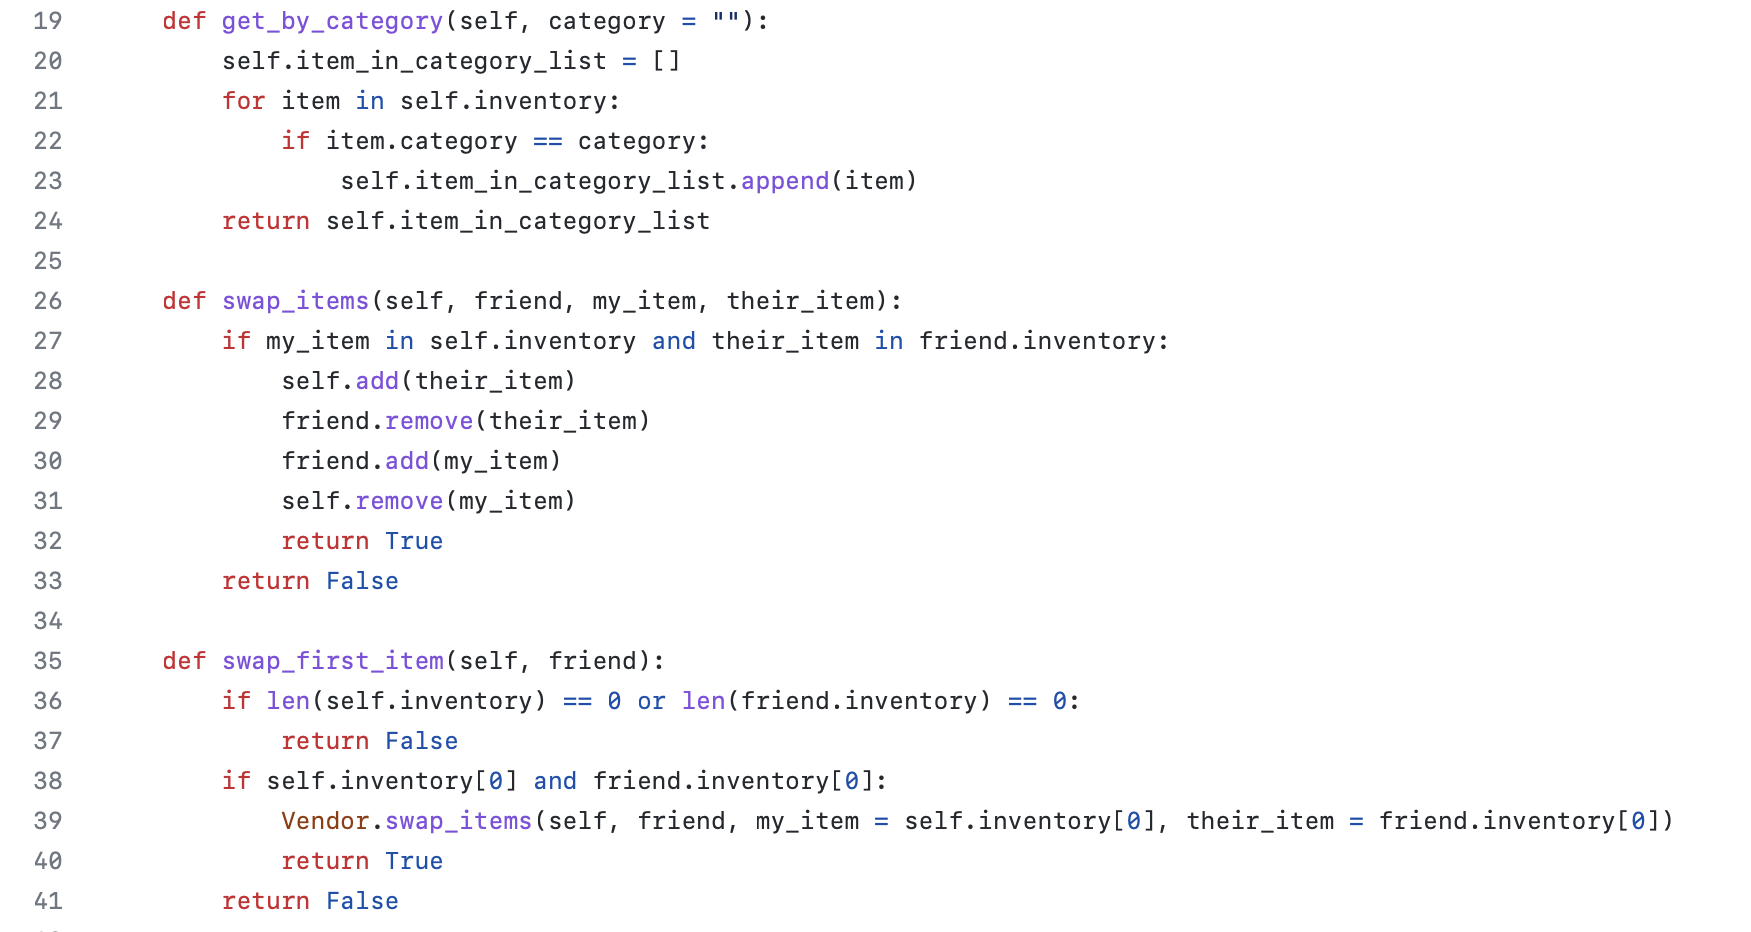 19 def get_by_category(self, category = ""):
20 self.item_in_category_list = []
21 for item in self.inventory:
22 if item.category == category:
23 self.item_in_category_list.append(item)
24 return self.item_in_category_list
25
26 def swap_items(self, friend, my_item, their_item):
27 if my_item in self.inventory and their_item in friend.inventory:
28 self.add(their_item)
29 friend.remove(their_item)
30 friend.add(my_item)
31 self.remove(my_item)
32 return True
33 return False
34
35 def swap_first_item(self, friend):
36 if len(self.inventory) == 0 or len(friend.inventory) == 0:
37 return False
38 if self.inventory[0] and friend.inventory[0]:
39 Vendor.swap_items(self, friend, my_item = self.inventory[0], their_item = friend.inventory[0])
40 return True
41 return False